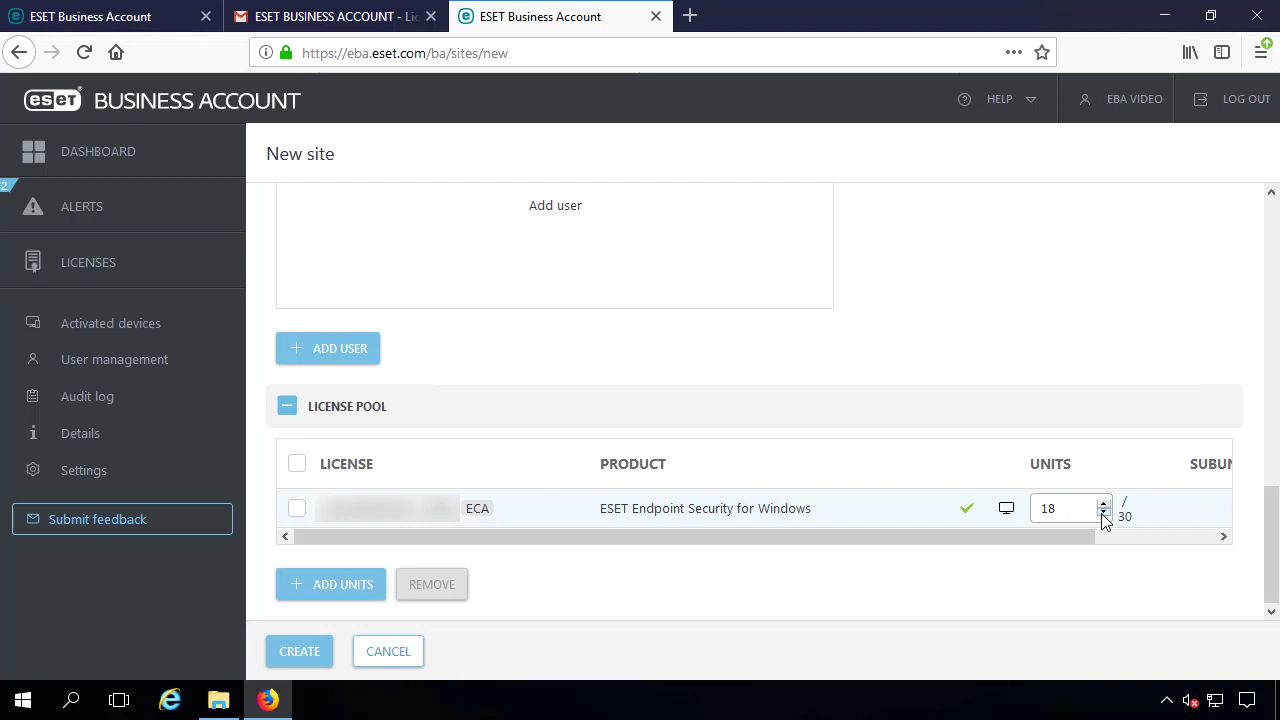 ESET Business Account
ESET BUSINESS ACCOUNT - Lic
ESET Business Account
https://eba.eset.com/ba/sites/new
eset BUSINESS ACCOUNT
HELP
EBA VIDEO
LOG OUT
DASHBOARD
2
ALERTS
LICENSES
Activated devices
User management
Audit log
Details
Settings
Submit feedback
New site
Add user
ADD USER
LICENSE POOL
LICENSE PRODUCT UNITS SUBUN
ECA ESET Endpoint Security for Windows 18 / 30
ADD UNITS REMOVE
CREATE CANCEL